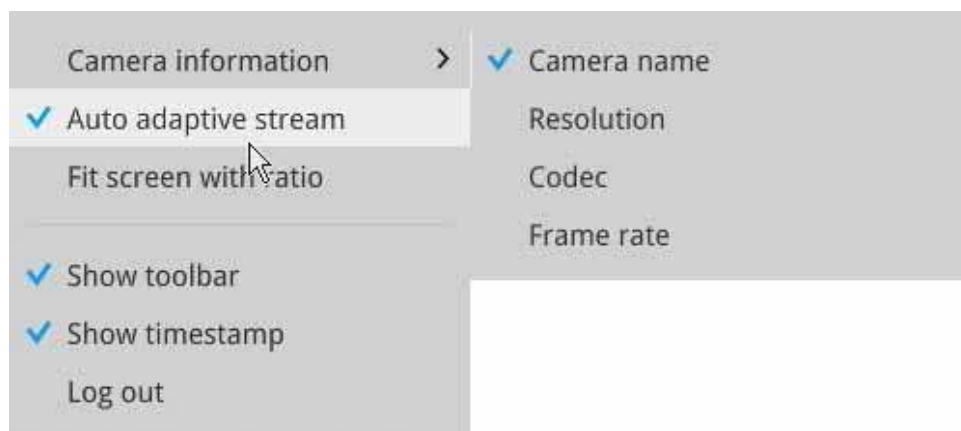 Camera information
Auto adaptive stream
Fit screen with ratio
Show toolbar
Show timestamp
Log out
Camera name
Resolution
Codec
Frame rate